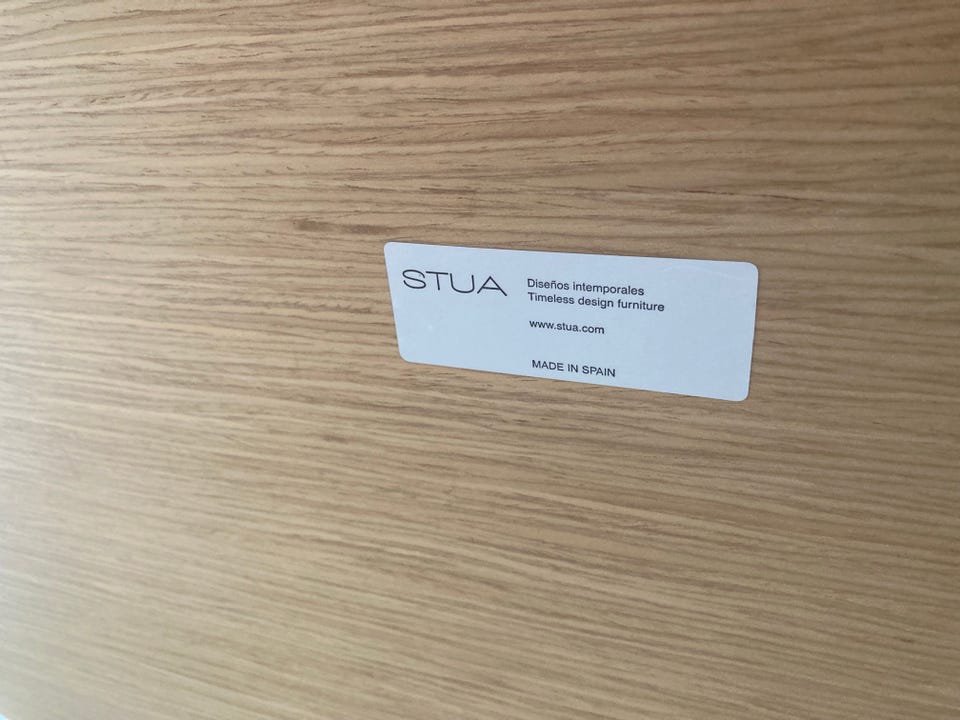 STUA
Diseños intemporales
Timeless design furniture
www.stua.com
MADE IN SPAIN